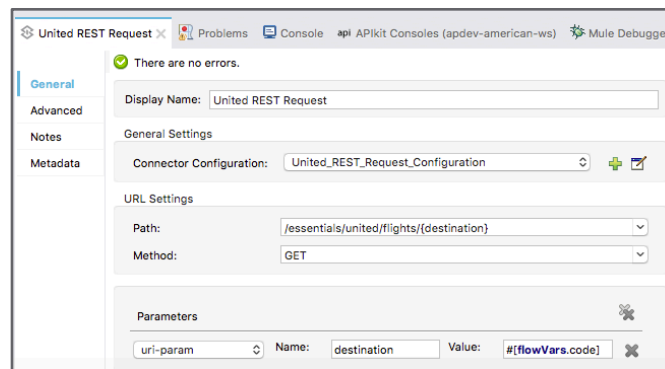 United REST Request Problems Console api APIkit Consoles (apdev-american-ws) Mule Debugge
There are no errors.
General
Advanced
Notes
Metadata
Display Name: United REST Request
General Settings
Connector Configuration: United_REST_Request_Configuration
URL Settings
Path: /essentials/united/flights/{destination}
Method: GET
Parameters
uri-param Name: destination Value: #[flowVars.code]